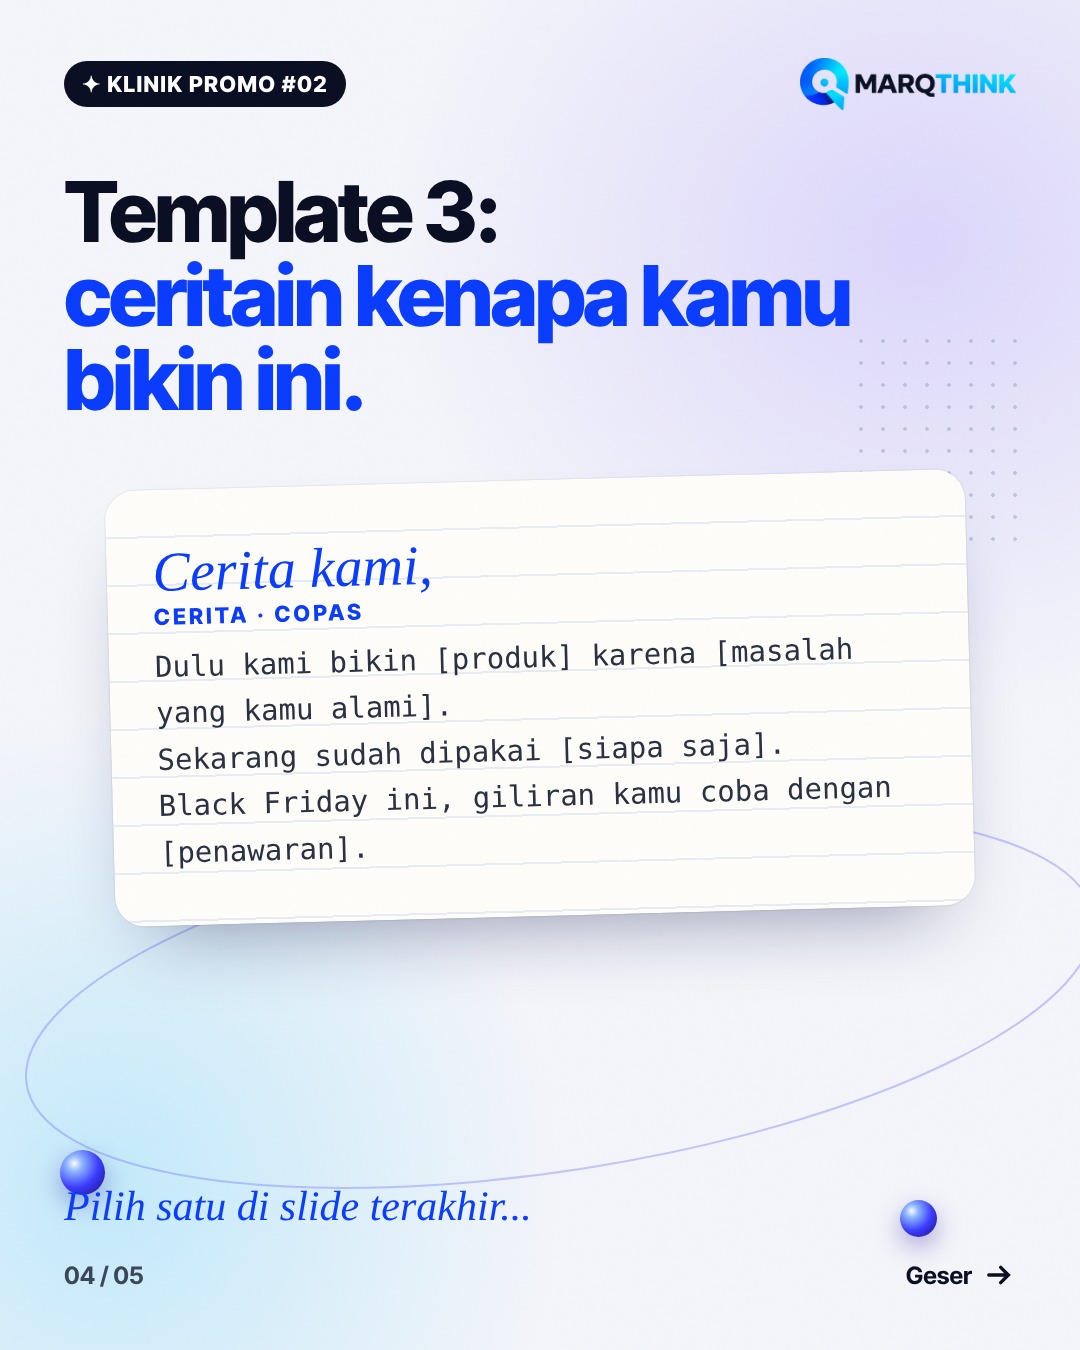 ✦ KLINIK PROMO #02
MARQTHINK
Template 3:
ceritain kenapa kamu
bikin ini.
Cerita kami,
CERITA · COPAS
Dulu kami bikin [produk] karena [masalah
yang kamu alami].
Sekarang sudah dipakai [siapa saja].
Black Friday ini, giliran kamu coba dengan
[penawaran].
Pilih satu di slide terakhir...
04 / 05
Geser →